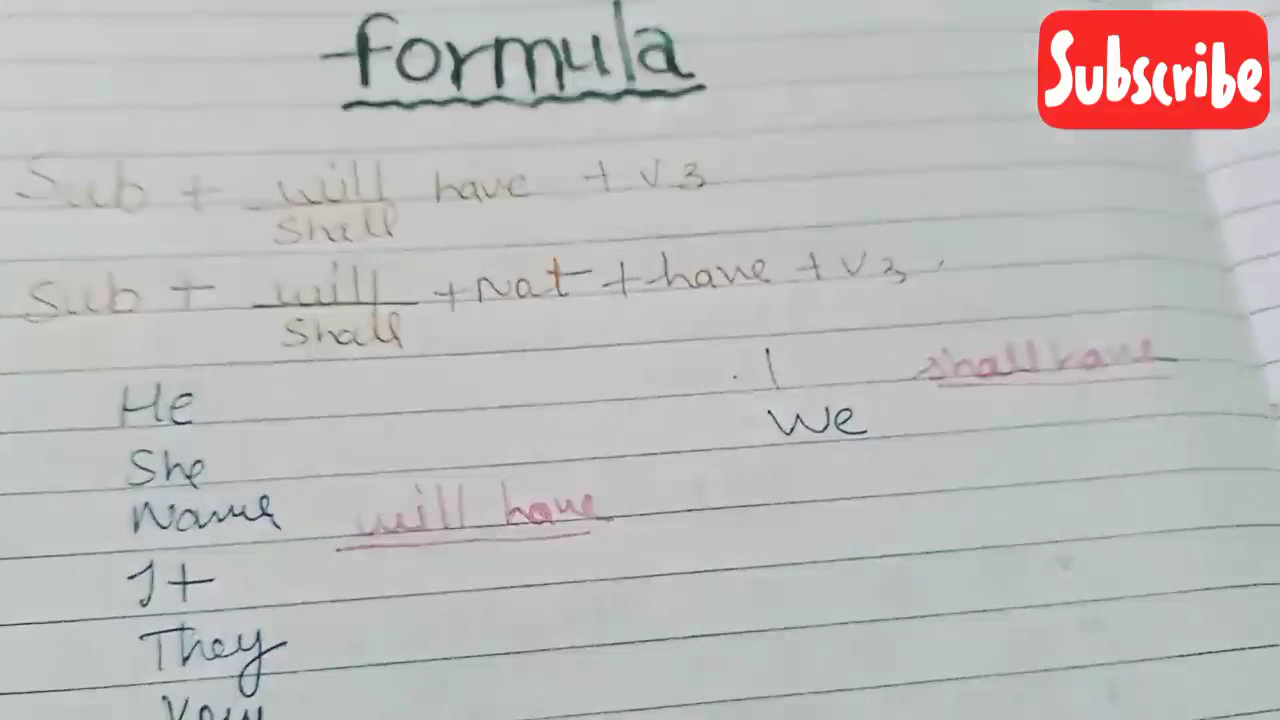 formula
Subscribe
Sub + will have + v3
shall
Sub + will + Not + have + v3
Shall
I shall have
He
We
She
Name will have
It
They
You